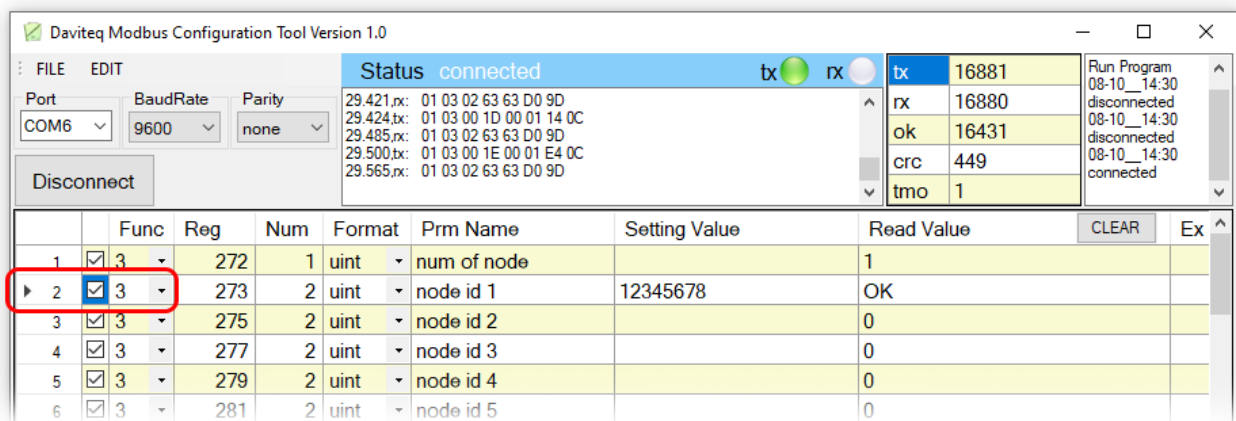 Daviteq Modbus Configuration Tool Version 1.0
FILE EDIT
Port BaudRate Parity
COM6 9600 none
Disconnect
Status connected tx rx
29.421,rx: 01 03 02 63 63 D0 9D
29.424,tx: 01 03 00 1D 00 01 14 0C
29.485,rx: 01 03 02 63 63 D0 9D
29.500,tx: 01 03 00 1E 00 01 E4 0C
29.565,rx: 01 03 02 63 63 D0 9D
tx 16881
rx 16880
ok 16431
crc 449
tmo 1
Run Program
08-10__14:30
disconnected
08-10__14:30
disconnected
08-10__14:30
connected
Func Reg Num Format Prm Name Setting Value Read Value CLEAR Ex
1 3 272 1 uint num of node 1
2 3 273 2 uint node id 1 12345678 OK
3 3 275 2 uint node id 2 0
4 3 277 2 uint node id 3 0
5 3 279 2 uint node id 4 0
6 3 281 2 uint node id 5 0